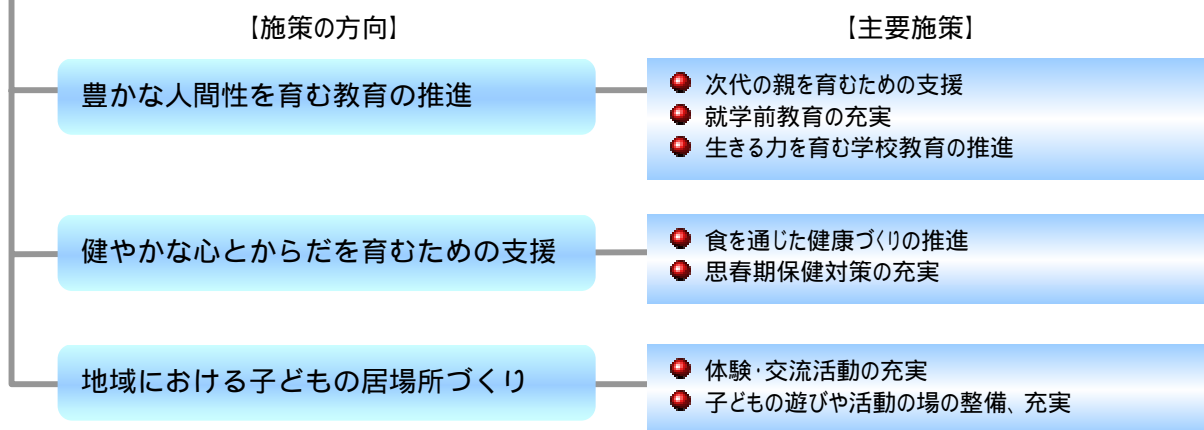 【施策の方向】
【主要施策】
豊かな人間性を育む教育の推進
次代の親を育むための支援
就学前教育の充実
生きる力を育む学校教育の推進
健やかな心とからだを育むための支援
食を通じた健康づくりの推進
思春期保健対策の充実
地域における子どもの居場所づくり
体験・交流活動の充実
子どもの遊びや活動の場の整備、充実